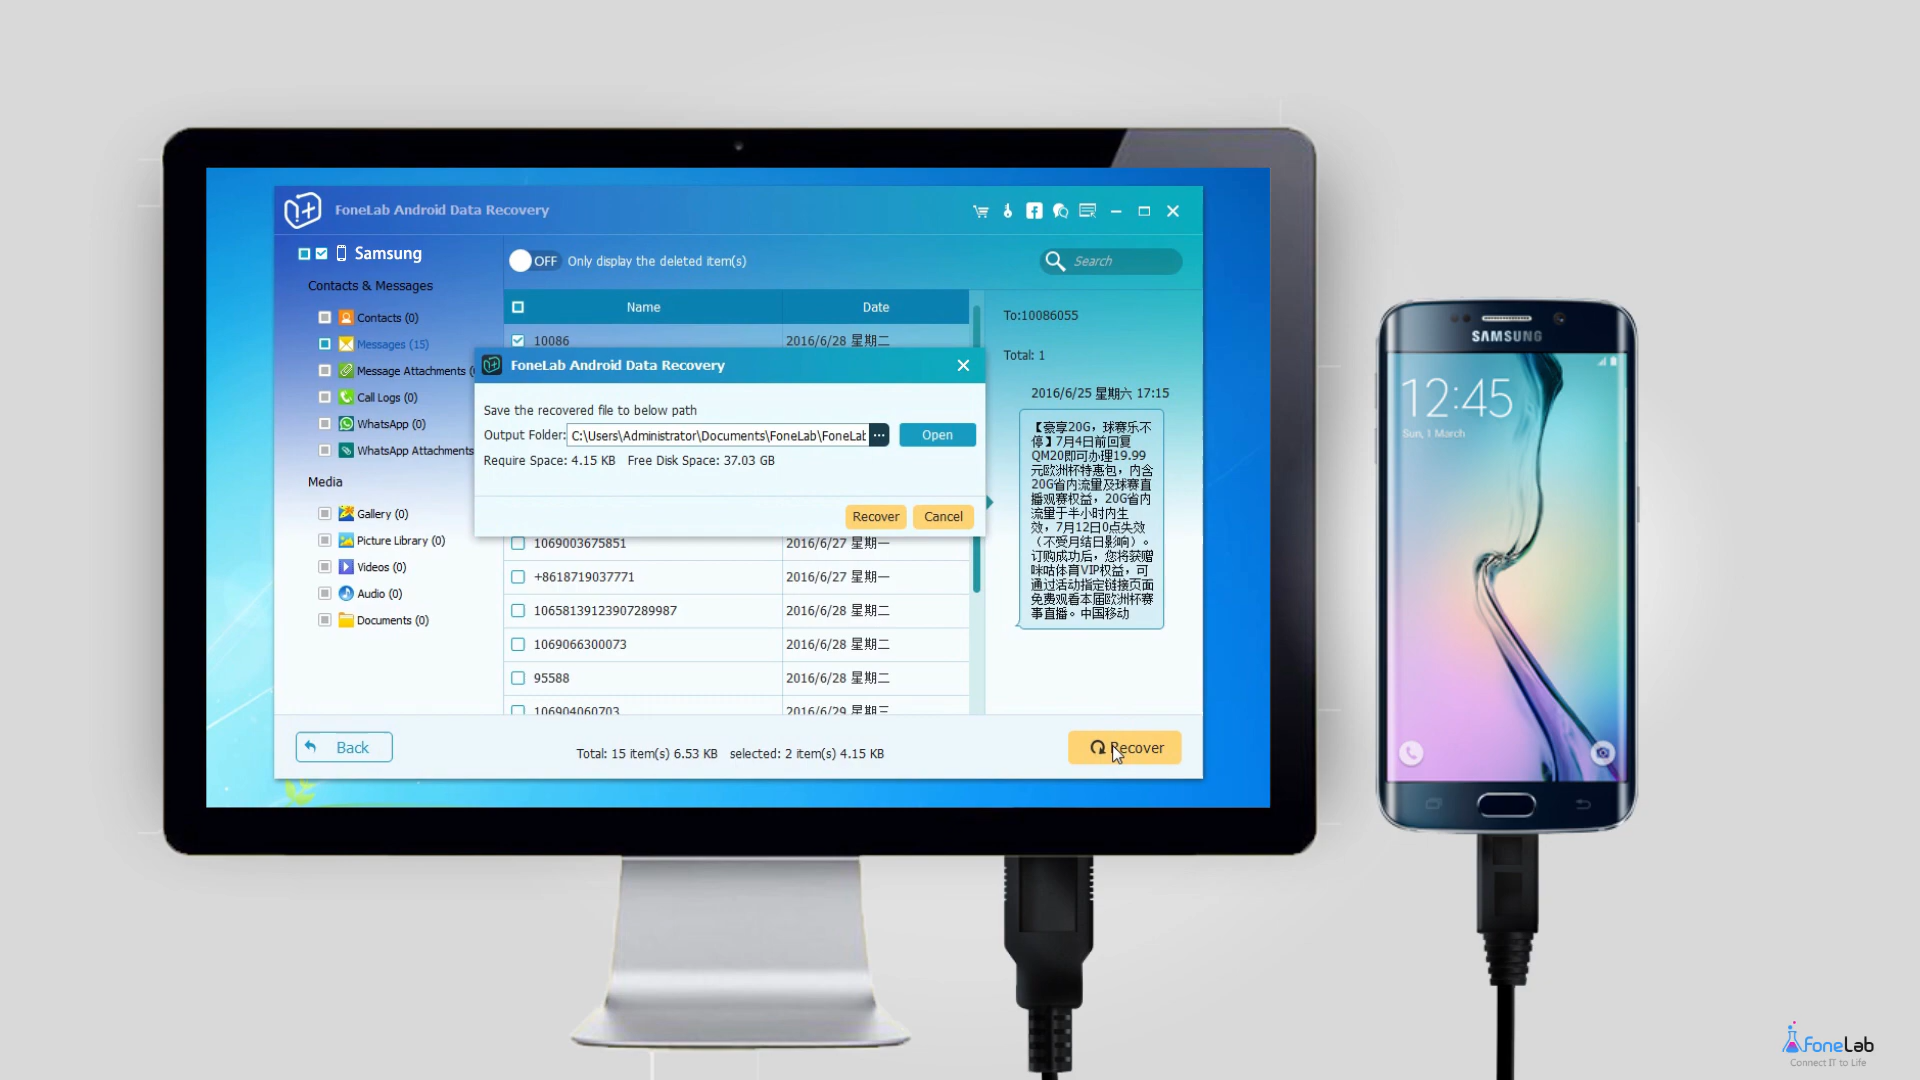 FoneLab Android Data Recovery
Samsung
OFF Only display the deleted item(s)
Search
Contacts & Messages
Contacts (0)
Messages (15)
Message Attachments
Call Logs (0)
WhatsApp (0)
WhatsApp Attachments
Media
Gallery (0)
Picture Library (0)
Videos (0)
Audio (0)
Documents (0)
Name Date
10086 2016/6/28 星期二
FoneLab Android Data Recovery
Save the recovered file to below path
Output Folder: C:\Users\Administrator\Documents\FoneLab\FoneLab
... Open
Require Space: 4.15 KB Free Disk Space: 37.03 GB
Recover Cancel
1069003675851 2016/6/27 星期一
+8618719037771 2016/6/27 星期一
10658139123907289987 2016/6/28 星期二
1069066300073 2016/6/28 星期二
95588 2016/6/28 星期二
106904060703 2016/6/29 星期三
To:10086055
Total: 1
2016/6/25 星期六 17:15
【豪享20G，球赛乐不
停】7月4日前回复
QM20即可办理19.99
元欧洲杯特惠包，内含
20G省内流量及球赛直
播观赛权益，20G省内
流量于半小时内生
效，7月12日0点失效
（不受月结日影响）。
订购成功后，您将获赠
咪咕体育VIP权益，可
通过活动指定链接页面
免费观看本届欧洲杯赛
事直播。中国移动
Back
Total: 15 item(s) 6.53 KB selected: 2 item(s) 4.15 KB
Recover
SAMSUNG
12:45
Sun, 1 March
FoneLab
Connect IT to Life